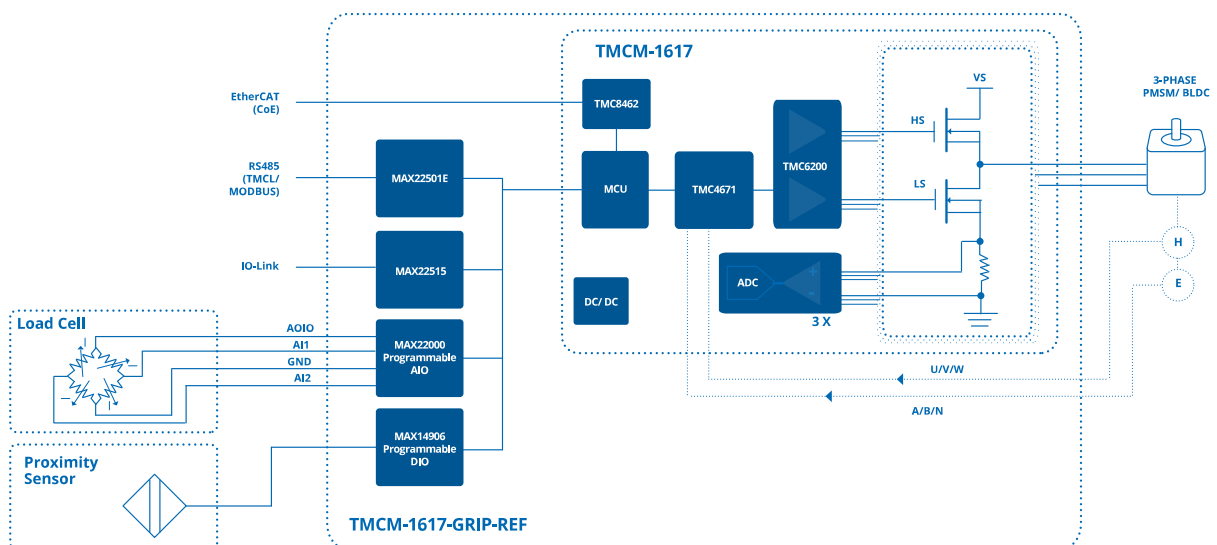 TMCM-1617
EtherCAT
(CoE)
TMC8462
RS485
(TMCL/
MODBUS)
MAX22501E
MCU
TMC4671
TMC6200
HS
VS
LS
3-PHASE
PMSM/ BLDC
H
E
IO-Link
MAX22515
DC/ DC
ADC
+
-
3 X
Load Cell
AOIO
AI1
GND
AI2
MAX22000
Programmable
AIO
U/V/W
A/B/N
MAX14906
Programmable
DIO
Proximity
Sensor
TMCM-1617-GRIP-REF